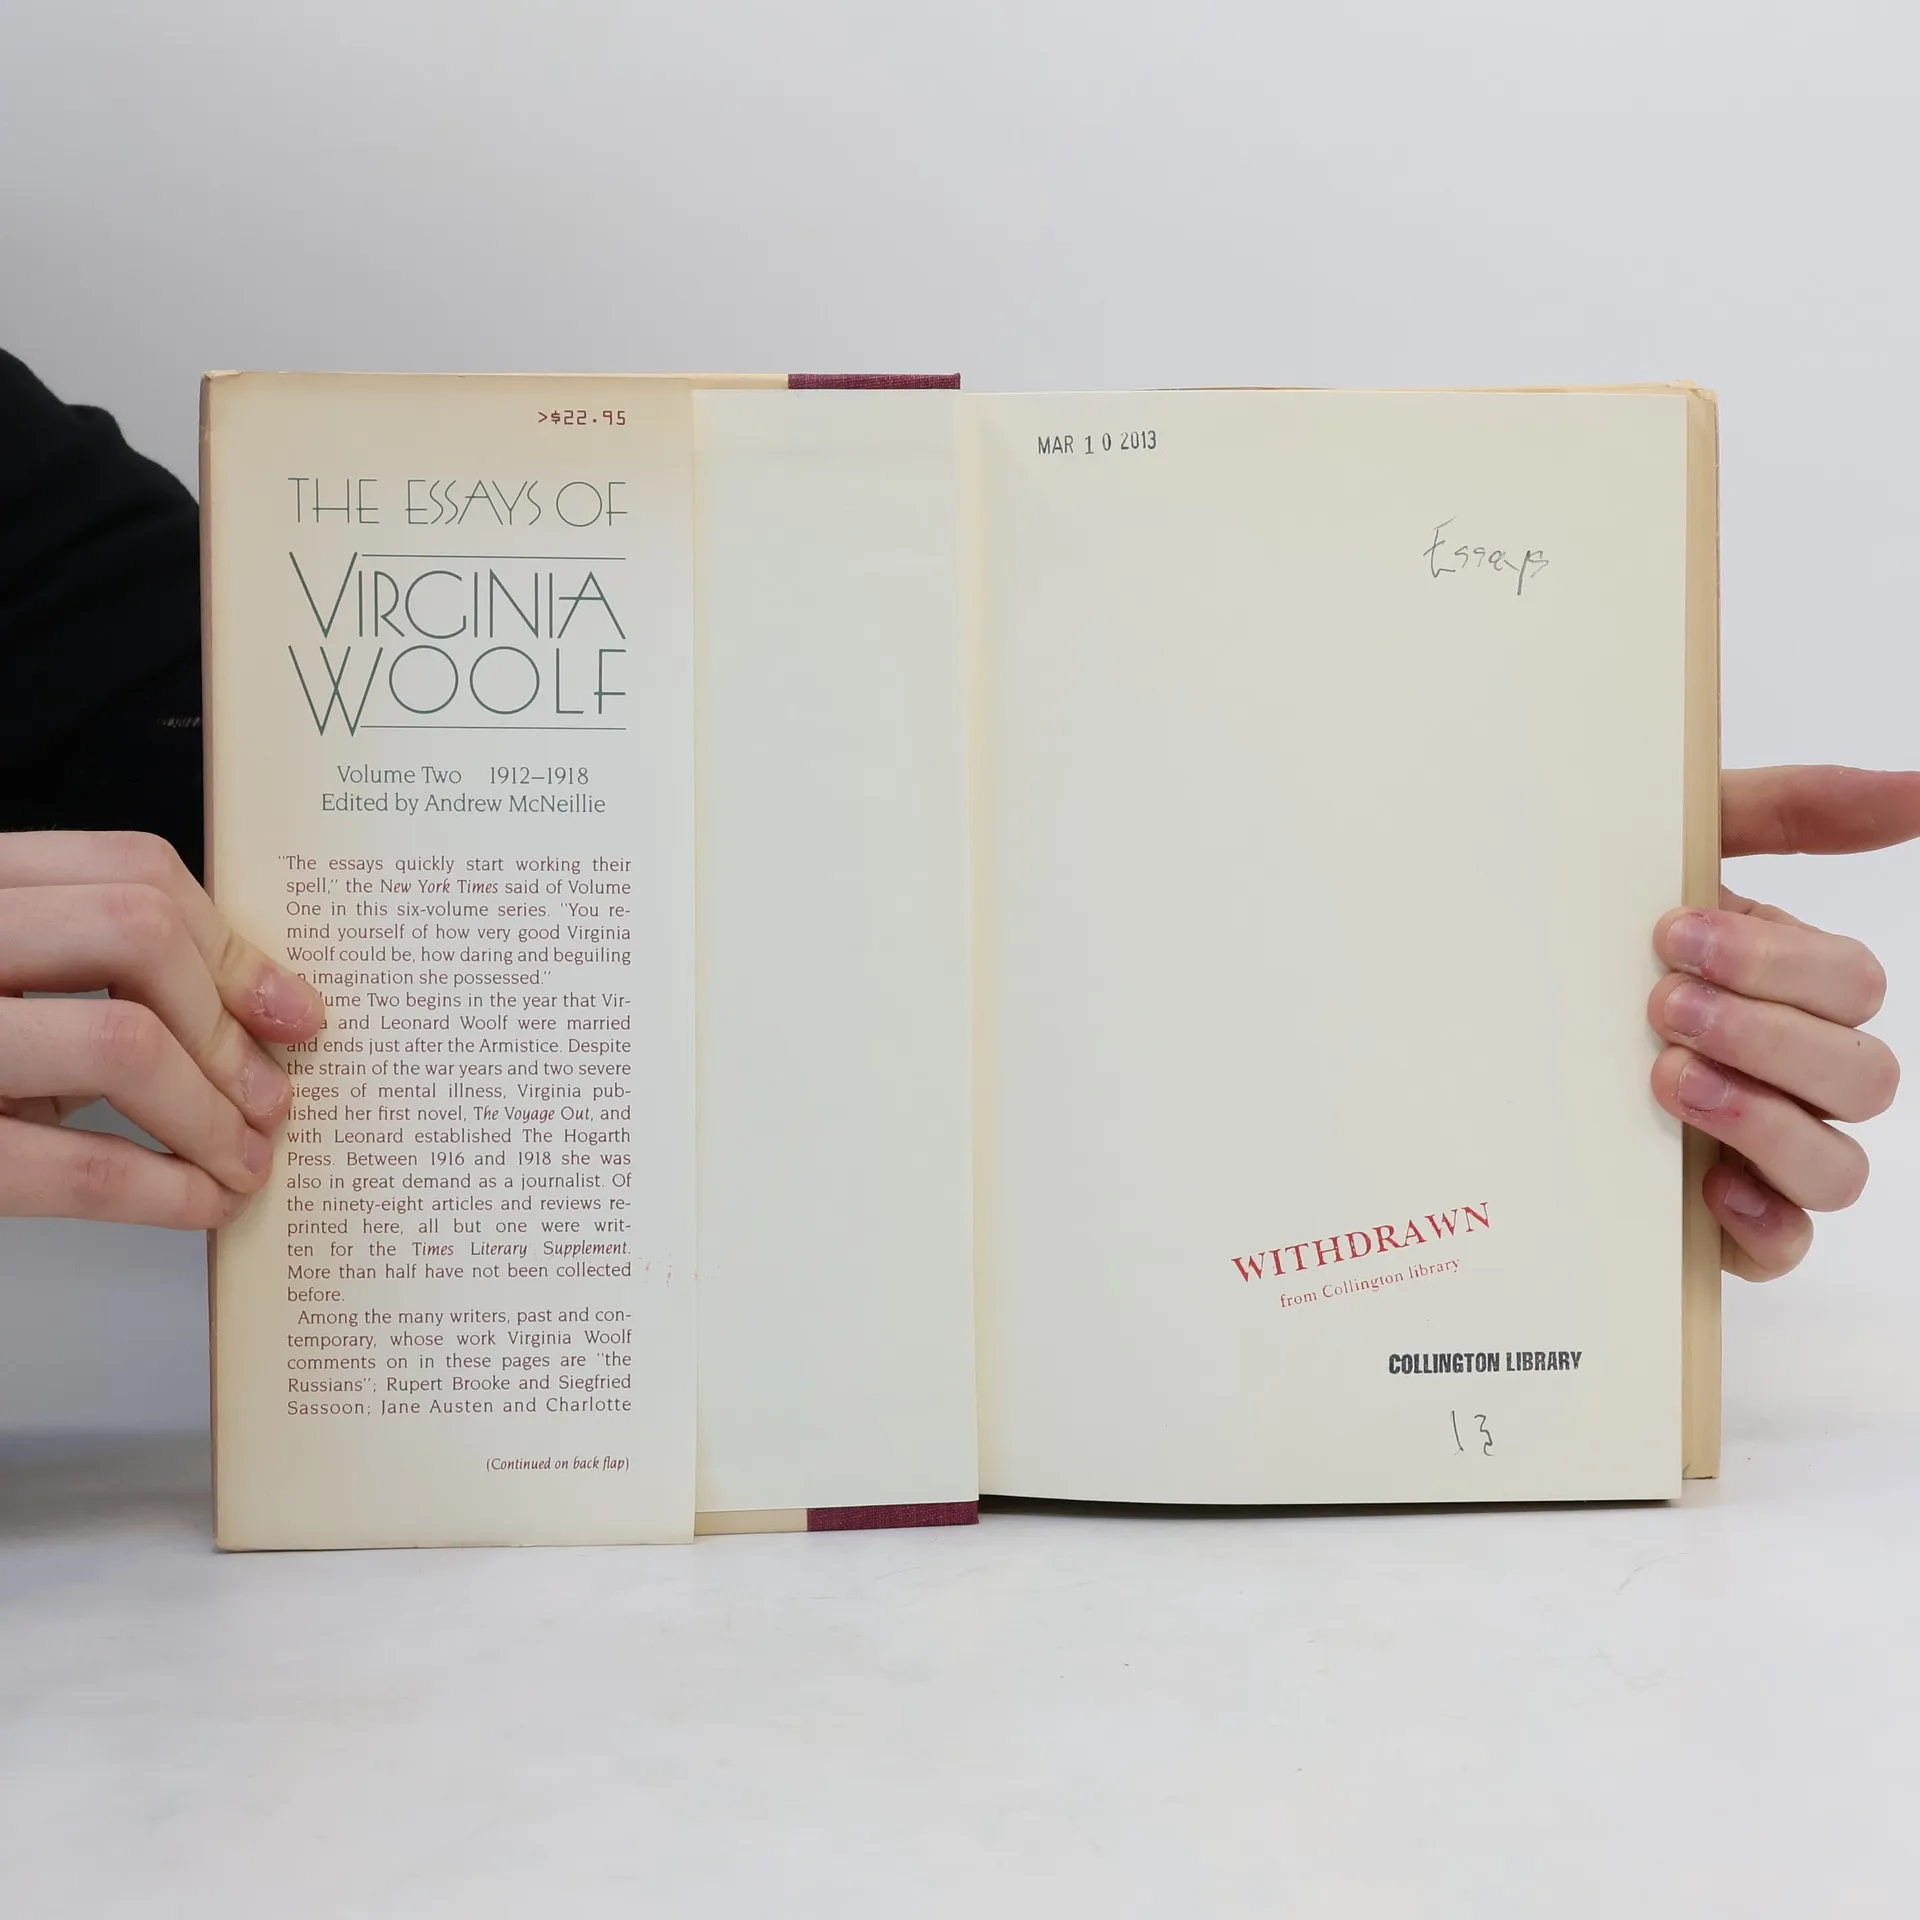 >$22.95
THE ESSAYS OF
VIRGINIA
WOOLF
Volume Two 1912–1918
Edited by Andrew McNeillie
"The essays quickly start working their
spell," the New York Times said of Volume
One in this six-volume series. "You re-
mind yourself of how very good Virginia
Woolf could be, how daring and beguiling
imagination she possessed."
ume Two begins in the year that Vir-
a and Leonard Woolf were married
and ends just after the Armistice. Despite
the strain of the war years and two severe
sieges of mental illness, Virginia pub-
lished her first novel, The Voyage Out, and
with Leonard established The Hogarth
Press. Between 1916 and 1918 she was
also in great demand as a journalist. Of
the ninety-eight articles and reviews re-
printed here, all but one were writ-
ten for the Times Literary Supplement.
More than half have not been collected
before.
Among the many writers, past and con-
temporary, whose work Virginia Woolf
comments on in these pages are "the
Russians"; Rupert Brooke and Siegfried
Sassoon; Jane Austen and Charlotte
(Continued on back flap)
MAR 10 2013
Essays
WITHDRAWN
from Collington library
COLLINGTON LIBRARY
13